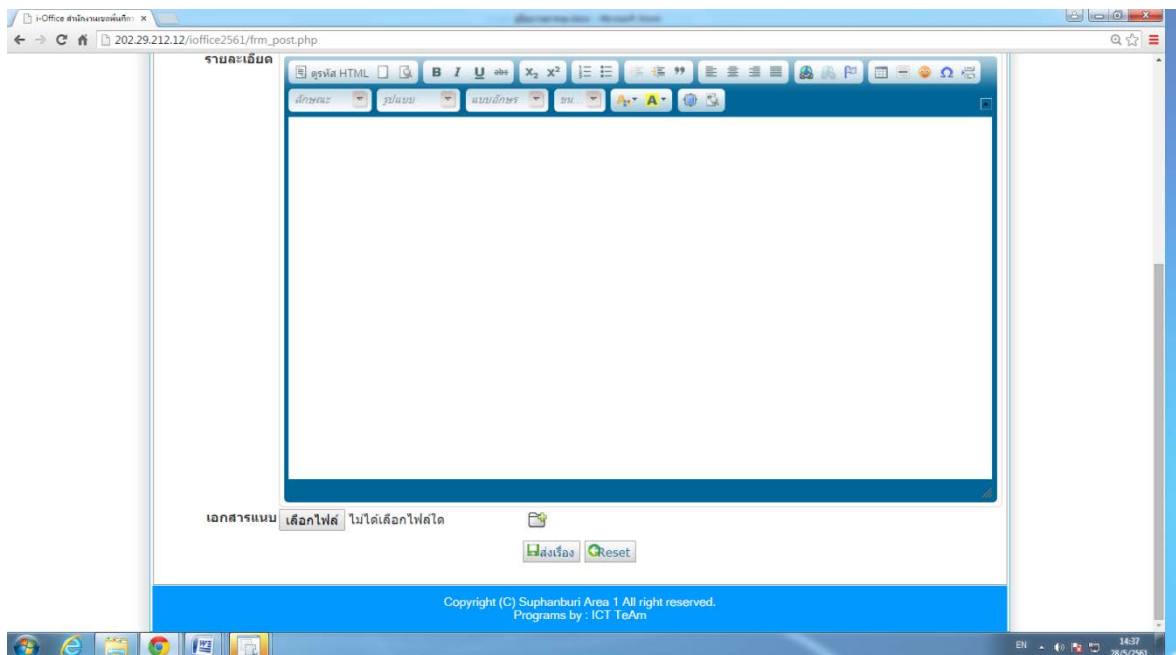 i-Office สำนักงานเขตพื้นที่กา
202.29.212.12/ioffice2561/frm_post.php
รายละเอียด
ดูรหัส HTML B I U abc X₂ X²
ลักษณะ รูปแบบ แบบอักษร ขน... A A
เอกสารแนบ เลือกไฟล์ ไม่ได้เลือกไฟล์ใด
ส่งเรื่อง Reset
Copyright (C) Suphanburi Area 1 All right reserved.
Programs by : ICT TeAm
EN 14:37
28/5/2561